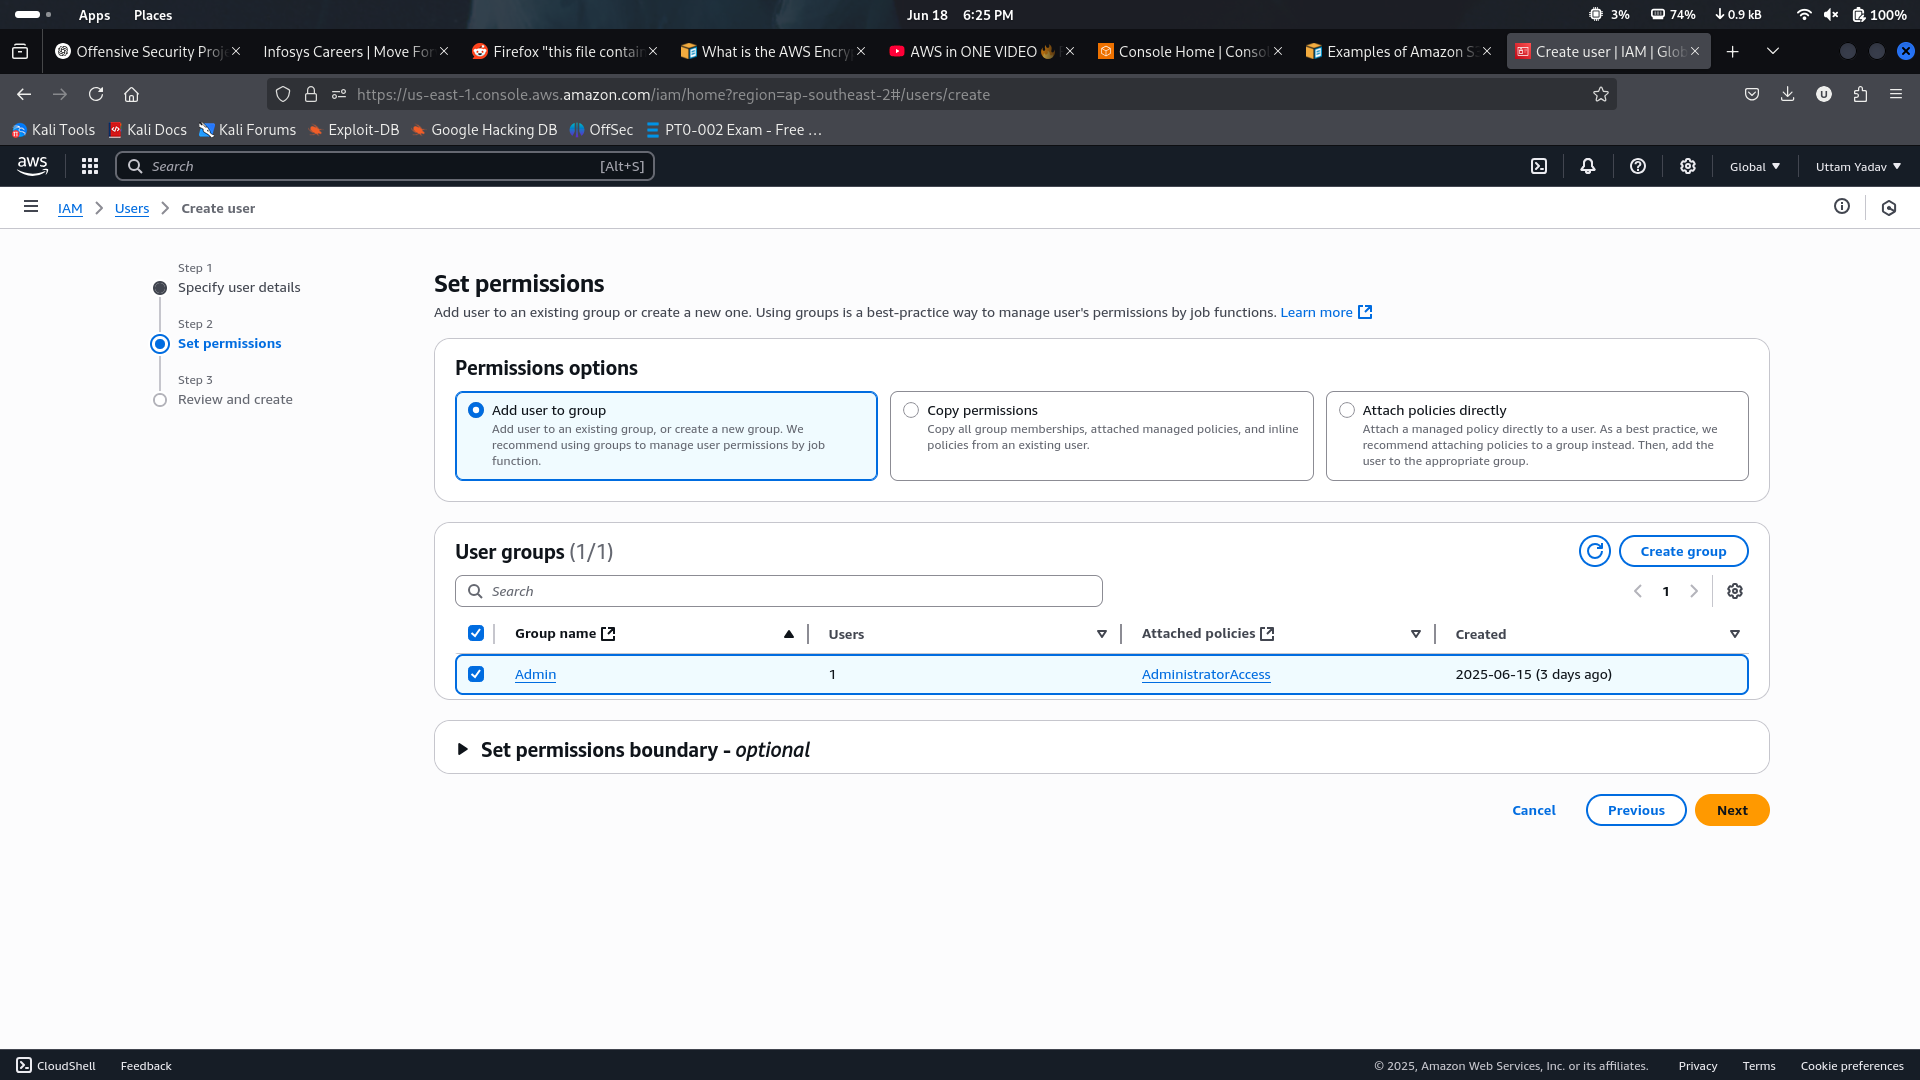 Apps Places Jun 18 6:25 PM 3% 74% 0.9 kB 100%
Offensive Security Proje Infosys Careers | Move For Firefox "this file contain What is the AWS Encryp AWS in ONE VIDEO Console Home | Consol Examples of Amazon S3 Create user | IAM | Glob
https://us-east-1.console.aws.amazon.com/iam/home?region=ap-southeast-2#/users/create U
Kali Tools Kali Docs Kali Forums Exploit-DB Google Hacking DB OffSec PT0-002 Exam - Free …
aws Search [Alt+S] Global Uttam Yadav
IAM Users Create user
Step 1
Specify user details
Step 2
Set permissions
Step 3
Review and create
Set permissions
Add user to an existing group or create a new one. Using groups is a best-practice way to manage user's permissions by job functions. Learn more
Permissions options
Add user to group
Add user to an existing group, or create a new group. We
recommend using groups to manage user permissions by job
function.
Copy permissions
Copy all group memberships, attached managed policies, and inline
policies from an existing user.
Attach policies directly
Attach a managed policy directly to a user. As a best practice, we
recommend attaching policies to a group instead. Then, add the
user to the appropriate group.
User groups (1/1)
Create group
Search
1
Group name Users Attached policies Created
Admin 1 AdministratorAccess 2025-06-15 (3 days ago)
Set permissions boundary - optional
Cancel Previous Next
CloudShell Feedback © 2025, Amazon Web Services, Inc. or its affiliates. Privacy Terms Cookie preferences